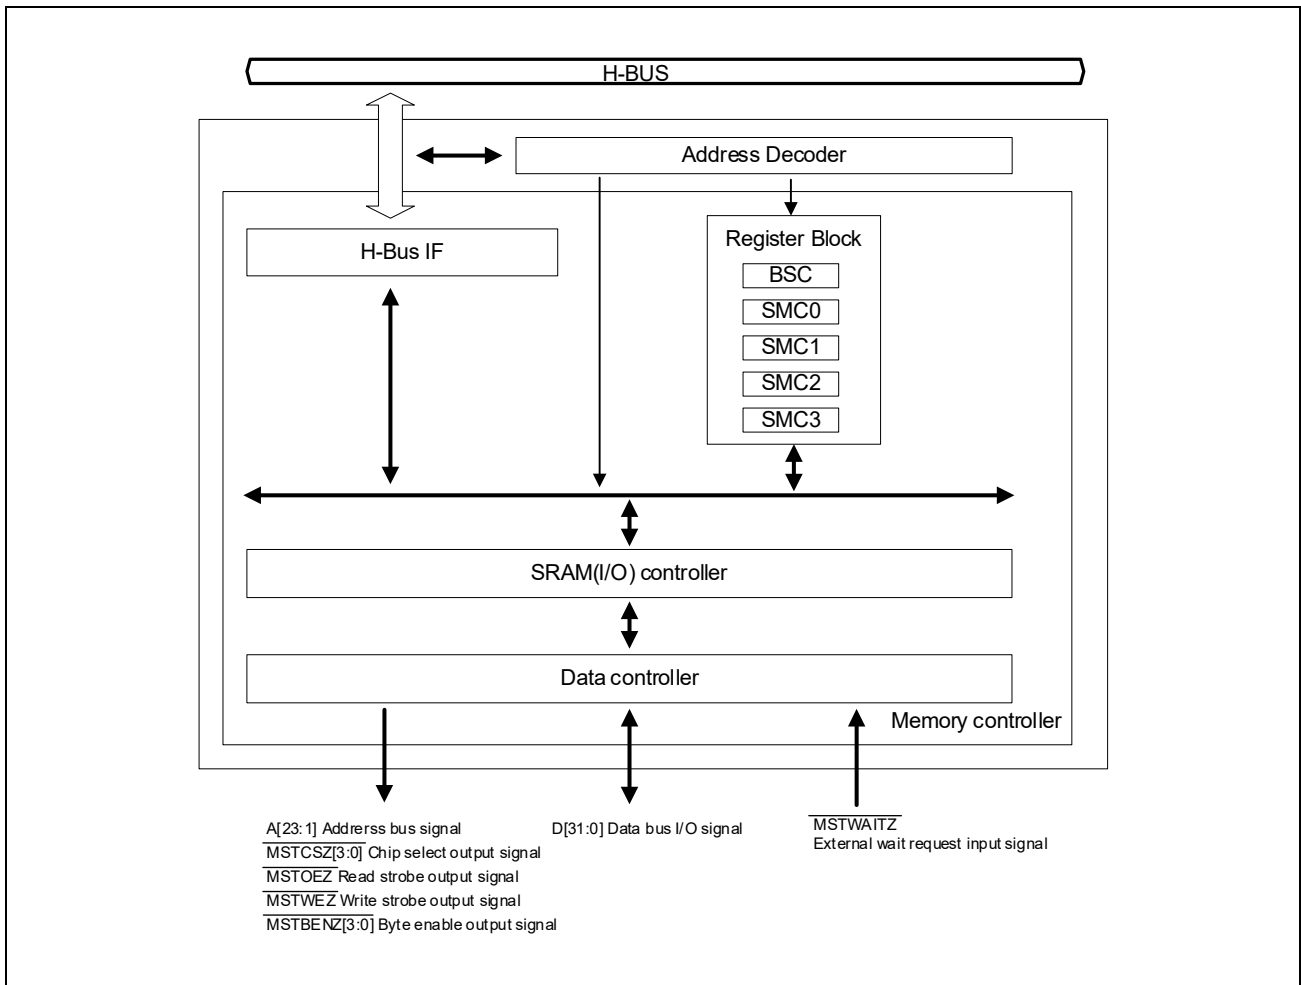 H-BUS
Address Decoder
H-Bus IF
Register Block
BSC
SMC0
SMC1
SMC2
SMC3
SRAM(I/O) controller
Data controller
Memory controller
A[23:1] Addrerss bus signal
MSTCSZ[3:0] Chip select output signal
MSTOEZ Read strobe output signal
MSTWEZ Write strobe output signal
MSTBENZ[3:0] Byte enable output signal
D[31:0] Data bus I/O signal
MSTWAITZ
External wait request input signal